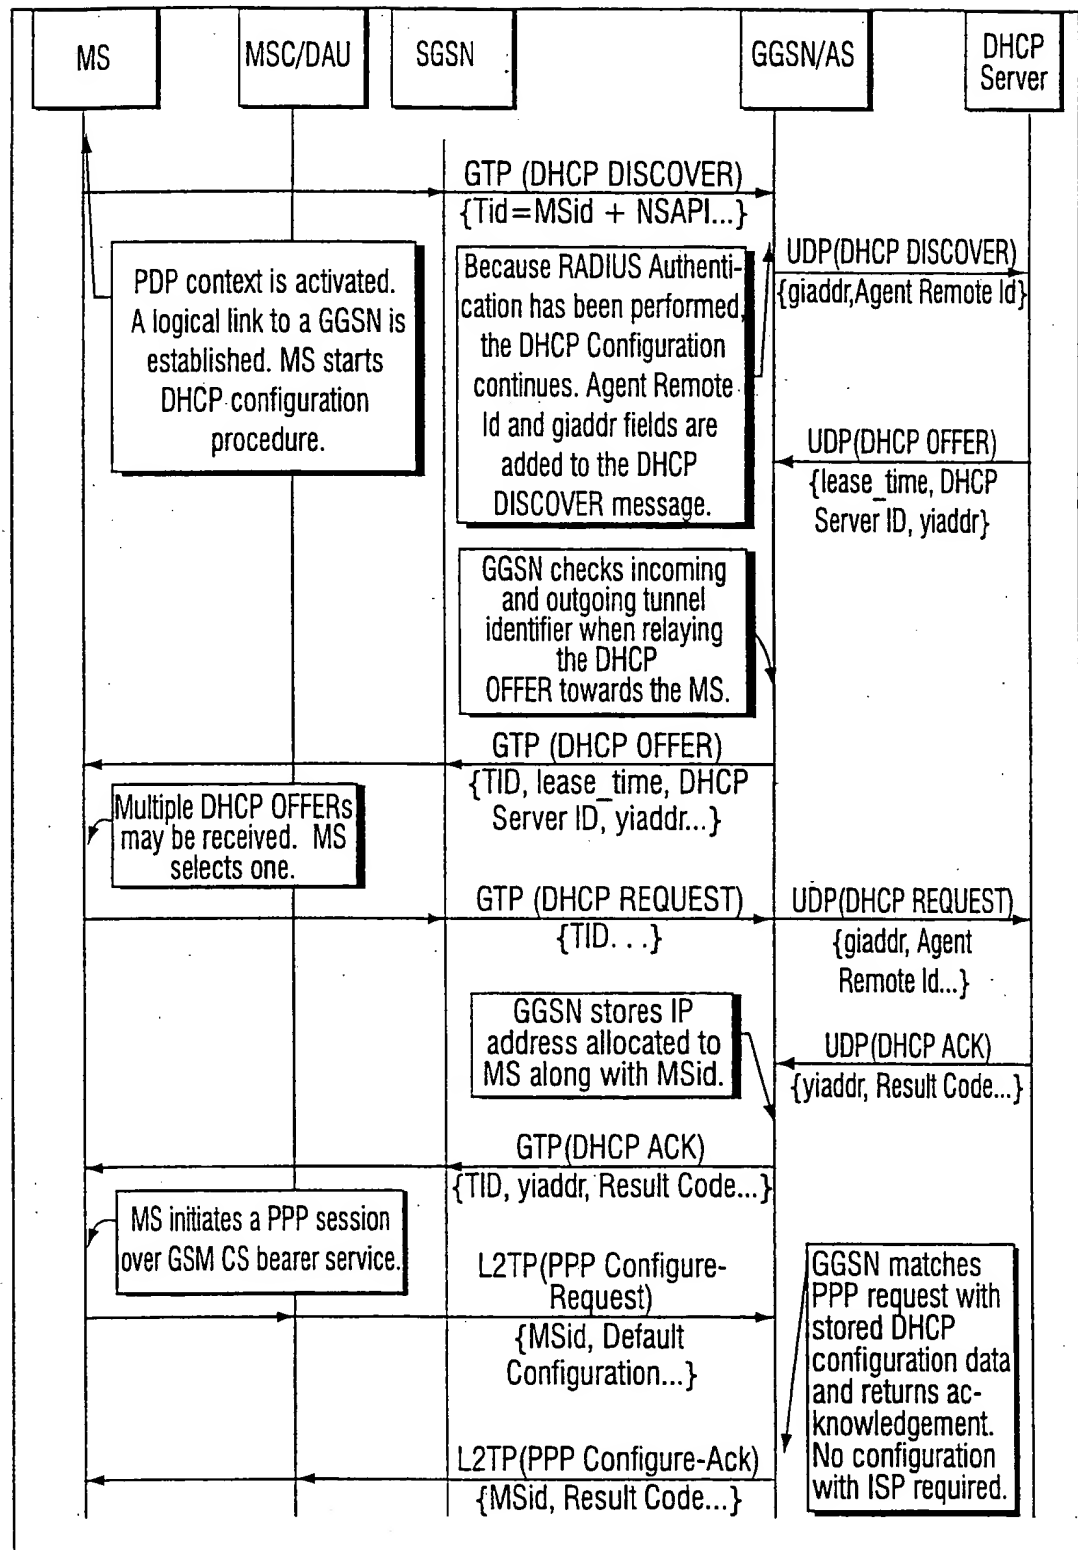 MS
MSC/DAU
SGSN
GGSN/AS
DHCP
Server
GTP (DHCP DISCOVER)
{Tid=MSid + NSAPI...}
PDP context is activated.
A logical link to a GGSN is
established. MS starts
DHCP configuration
procedure.
Because RADIUS Authenti-
cation has been performed,
the DHCP Configuration
continues. Agent Remote
Id and giaddr fields are
added to the DHCP
DISCOVER message.
UDP(DHCP DISCOVER)
{giaddr,Agent Remote Id}
UDP(DHCP OFFER)
{lease_time, DHCP
Server ID, yiaddr}
GGSN checks incoming
and outgoing tunnel
identifier when relaying
the DHCP
OFFER towards the MS.
GTP (DHCP OFFER)
{TID, lease_time, DHCP
Server ID, yiaddr...}
Multiple DHCP OFFERs
may be received. MS
selects one.
GTP (DHCP REQUEST)
{TID. . .}
UDP(DHCP REQUEST)
{giaddr, Agent
Remote Id...}
GGSN stores IP
address allocated to
MS along with MSid.
UDP(DHCP ACK)
{yiaddr, Result Code...}
GTP(DHCP ACK)
{TID, yiaddr, Result Code...}
MS initiates a PPP session
over GSM CS bearer service.
L2TP(PPP Configure-
Request)
{MSid, Default
Configuration...}
GGSN matches
PPP request with
stored DHCP
configuration data
and returns ac-
knowledgement.
No configuration
with ISP required.
L2TP(PPP Configure-Ack)
{MSid, Result Code...}